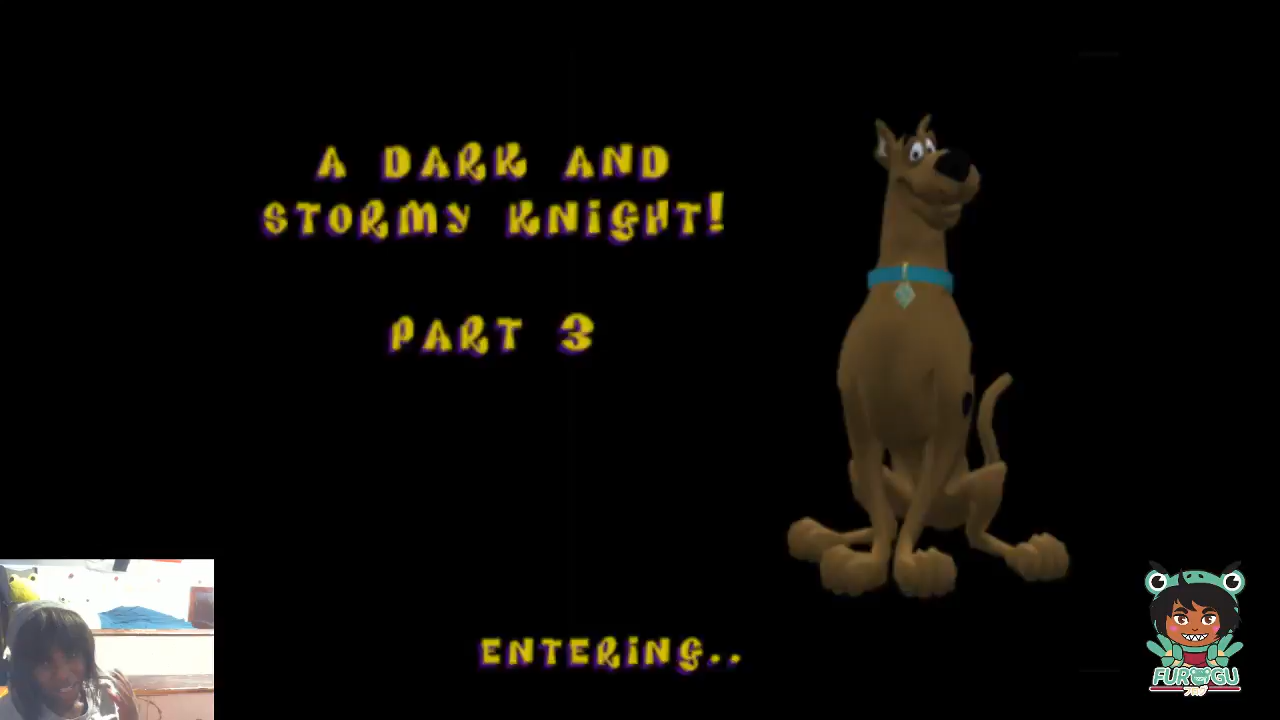 A DARK AND
STORMY KNIGHT!
PART 3
ENTERING..
FUROGU